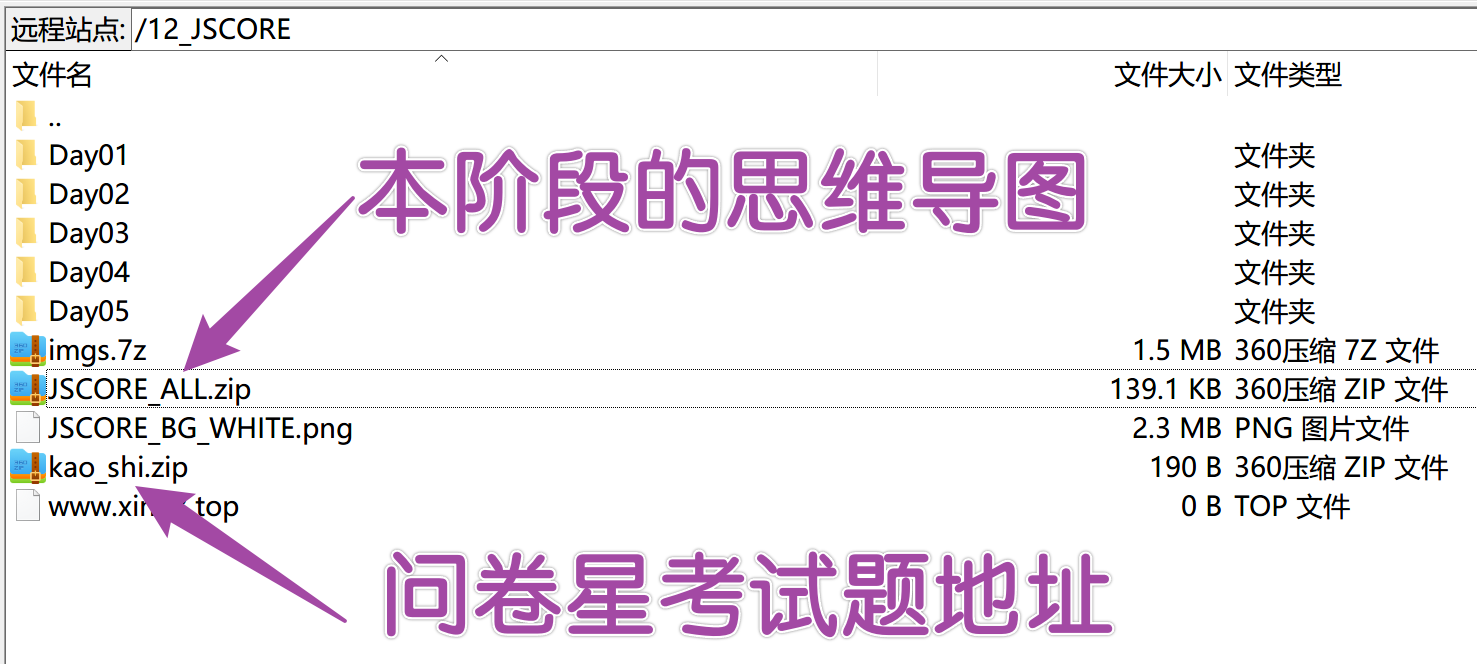 远程站点: /12_JSCORE
文件名 文件大小 文件类型
..
Day01 文件夹
Day02 文件夹
Day03 文件夹
Day04 文件夹
Day05 文件夹
本阶段的思维导图
imgs.7z 1.5 MB 360压缩 7Z 文件
JSCORE_ALL.zip 139.1 KB 360压缩 ZIP 文件
JSCORE_BG_WHITE.png 2.3 MB PNG 图片文件
kao_shi.zip 190 B 360压缩 ZIP 文件
0 B TOP 文件
问卷星考试题地址